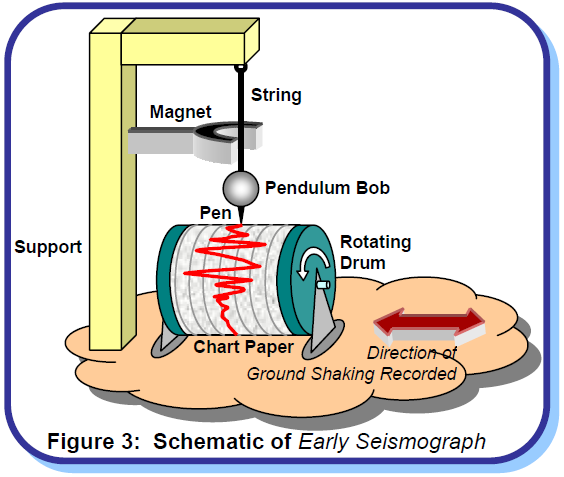 String
Magnet
Pendulum Bob
Pen
Support
Rotating
Drum
Chart Paper
Direction of
Ground Shaking Recorded
Figure 3: Schematic of Early Seismograph